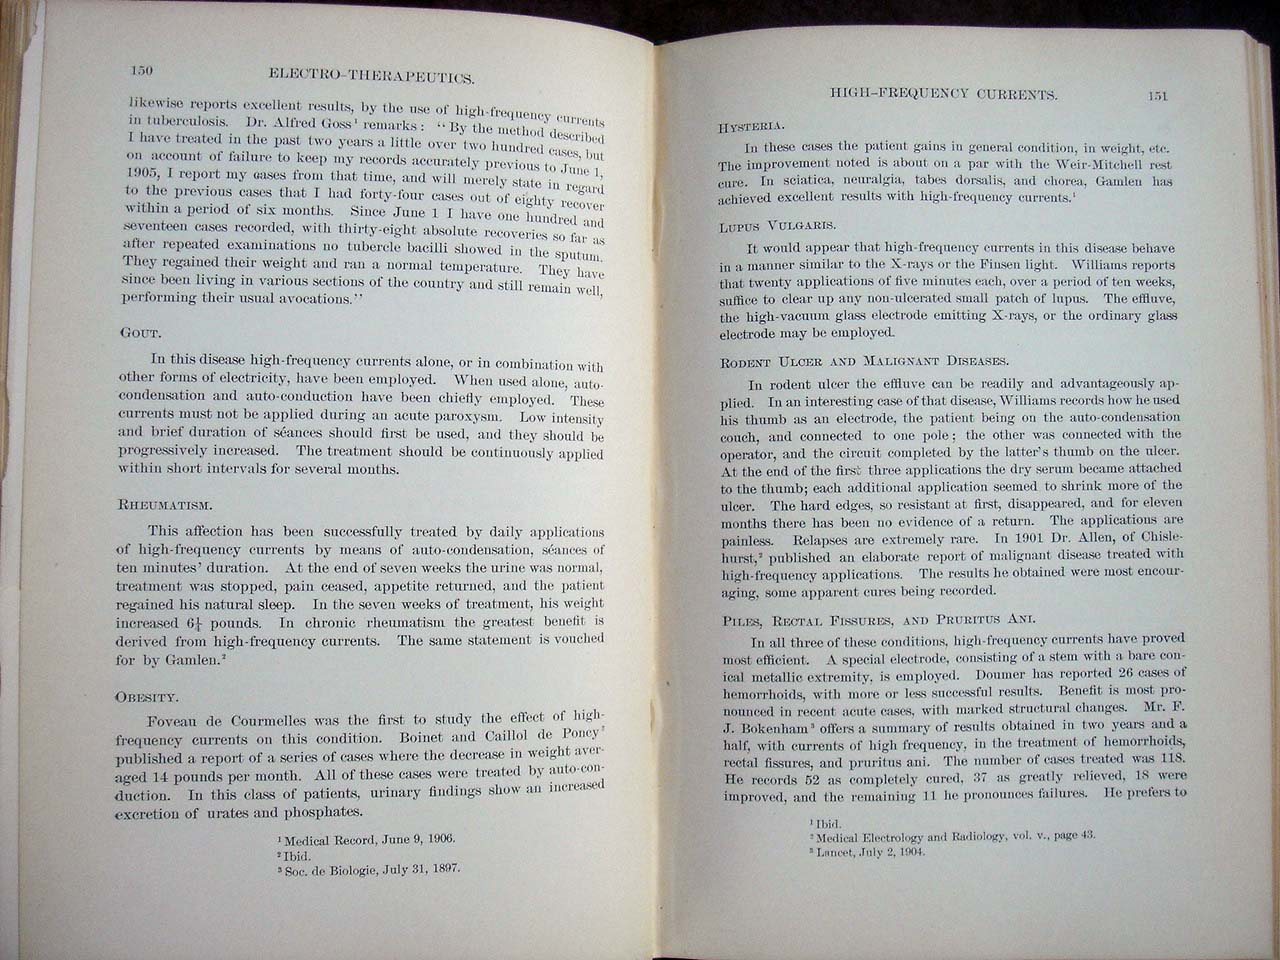 150
ELECTRO-THERAPEUTICS.
likewise reports excellent results, by the use of high-frequency currents
in tuberculosis. Dr. Alfred Goss¹ remarks: "By the method described
I have treated in the past two years a little over two hundred cases, but
on account of failure to keep my records accurately previous to June 1,
1905, I report my cases from that time, and will merely state in regard
to the previous cases that I had forty-four cases out of eighty recover
within a period of six months. Since June 1 I have one hundred and
seventeen cases recorded, with thirty-eight absolute recoveries so far as
after repeated examinations no tubercle bacilli showed in the sputum.
They regained their weight and ran a normal temperature. They have
since been living in various sections of the country and still remain well,
performing their usual avocations."
GOUT.
In this disease high-frequency currents alone, or in combination with
other forms of electricity, have been employed. When used alone, auto-
condensation and auto-conduction have been chiefly employed. These
currents must not be applied during an acute paroxysm. Low intensity
and brief duration of séances should first be used, and they should be
progressively increased. The treatment should be continuously applied
within short intervals for several months.
RHEUMATISM.
This affection has been successfully treated by daily applications
of high-frequency currents by means of auto-condensation, séances of
ten minutes' duration. At the end of seven weeks the urine was normal,
treatment was stopped, pain ceased, appetite returned, and the patient
regained his natural sleep. In the seven weeks of treatment, his weight
increased 6¼ pounds. In chronic rheumatism the greatest benefit is
derived from high-frequency currents. The same statement is vouched
for by Gamlen.²
OBESITY.
Foveau de Courmelles was the first to study the effect of high-
frequency currents on this condition. Boinet and Caillol de Poncy³
published a report of a series of cases where the decrease in weight aver-
aged 14 pounds per month. All of these cases were treated by auto-con-
duction. In this class of patients, urinary findings show an increased
excretion of urates and phosphates.
¹ Medical Record, June 9, 1906.
² Ibid.
³ Soc. de Biologie, July 31, 1897.
HIGH-FREQUENCY CURRENTS.
151
HYSTERIA.
In these cases the patient gains in general condition, in weight, etc.
The improvement noted is about on a par with the Weir-Mitchell rest
cure. In sciatica, neuralgia, tabes dorsalis, and chorea, Gamlen has
achieved excellent results with high-frequency currents.¹
LUPUS VULGARIS.
It would appear that high-frequency currents in this disease behave
in a manner similar to the X-rays or the Finsen light. Williams reports
that twenty applications of five minutes each, over a period of ten weeks,
suffice to clear up any non-ulcerated small patch of lupus. The effluve,
the high-vacuum glass electrode emitting X-rays, or the ordinary glass
electrode may be employed.
RODENT ULCER AND MALIGNANT DISEASES.
In rodent ulcer the effluve can be readily and advantageously ap-
plied. In an interesting case of that disease, Williams records how he used
his thumb as an electrode, the patient being on the auto-condensation
couch, and connected to one pole; the other was connected with the
operator, and the circuit completed by the latter's thumb on the ulcer.
At the end of the first three applications the dry serum became attached
to the thumb; each additional application seemed to shrink more of the
ulcer. The hard edges, so resistant at first, disappeared, and for eleven
months there has been no evidence of a return. The applications are
painless. Relapses are extremely rare. In 1901 Dr. Allen, of Chisle-
hurst,² published an elaborate report of malignant disease treated with
high-frequency applications. The results he obtained were most encour-
aging, some apparent cures being recorded.
PILES, RECTAL FISSURES, AND PRURITUS ANI.
In all three of these conditions, high-frequency currents have proved
most efficient. A special electrode, consisting of a stem with a bare con-
ical metallic extremity, is employed. Doumer has reported 26 cases of
hemorrhoids, with more or less successful results. Benefit is most pro-
nounced in recent acute cases, with marked structural changes. Mr. F.
J. Bokenham³ offers a summary of results obtained in two years and a
half, with currents of high frequency, in the treatment of hemorrhoids,
rectal fissures, and pruritus ani. The number of cases treated was 118.
He records 52 as completely cured, 37 as greatly relieved, 18 were
improved, and the remaining 11 he pronounces failures. He prefers to
¹ Ibid.
² Medical Electrology and Radiology, vol. v., page 43.
³ Lancet, July 2, 1904.